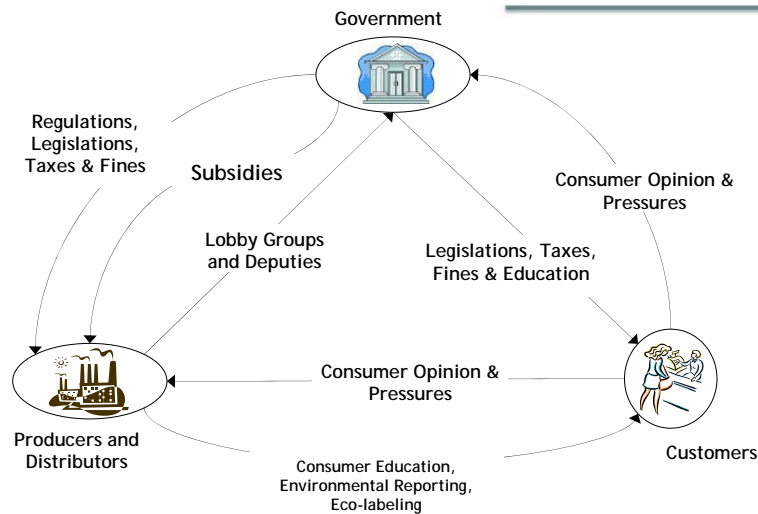 Government
Regulations,
Legislations,
Taxes & Fines
Subsidies
Consumer Opinion &
Pressures
Lobby Groups
and Deputies
Legislations, Taxes,
Fines & Education
Consumer Opinion &
Pressures
Producers and
Distributors
Customers
Consumer Education,
Environmental Reporting,
Eco-labeling